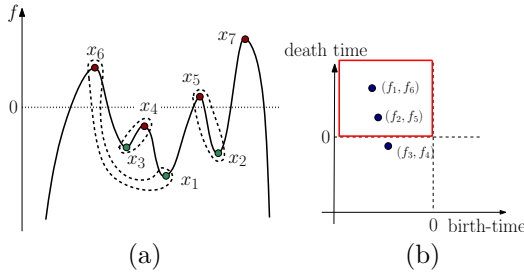 f
0
x₆
x₄
x₃
x₁
x₅
x₂
x₇
(a)
death time
(f₁, f₆)
(f₂, f₅)
0
(f₃, f₄)
0
birth-time
(b)